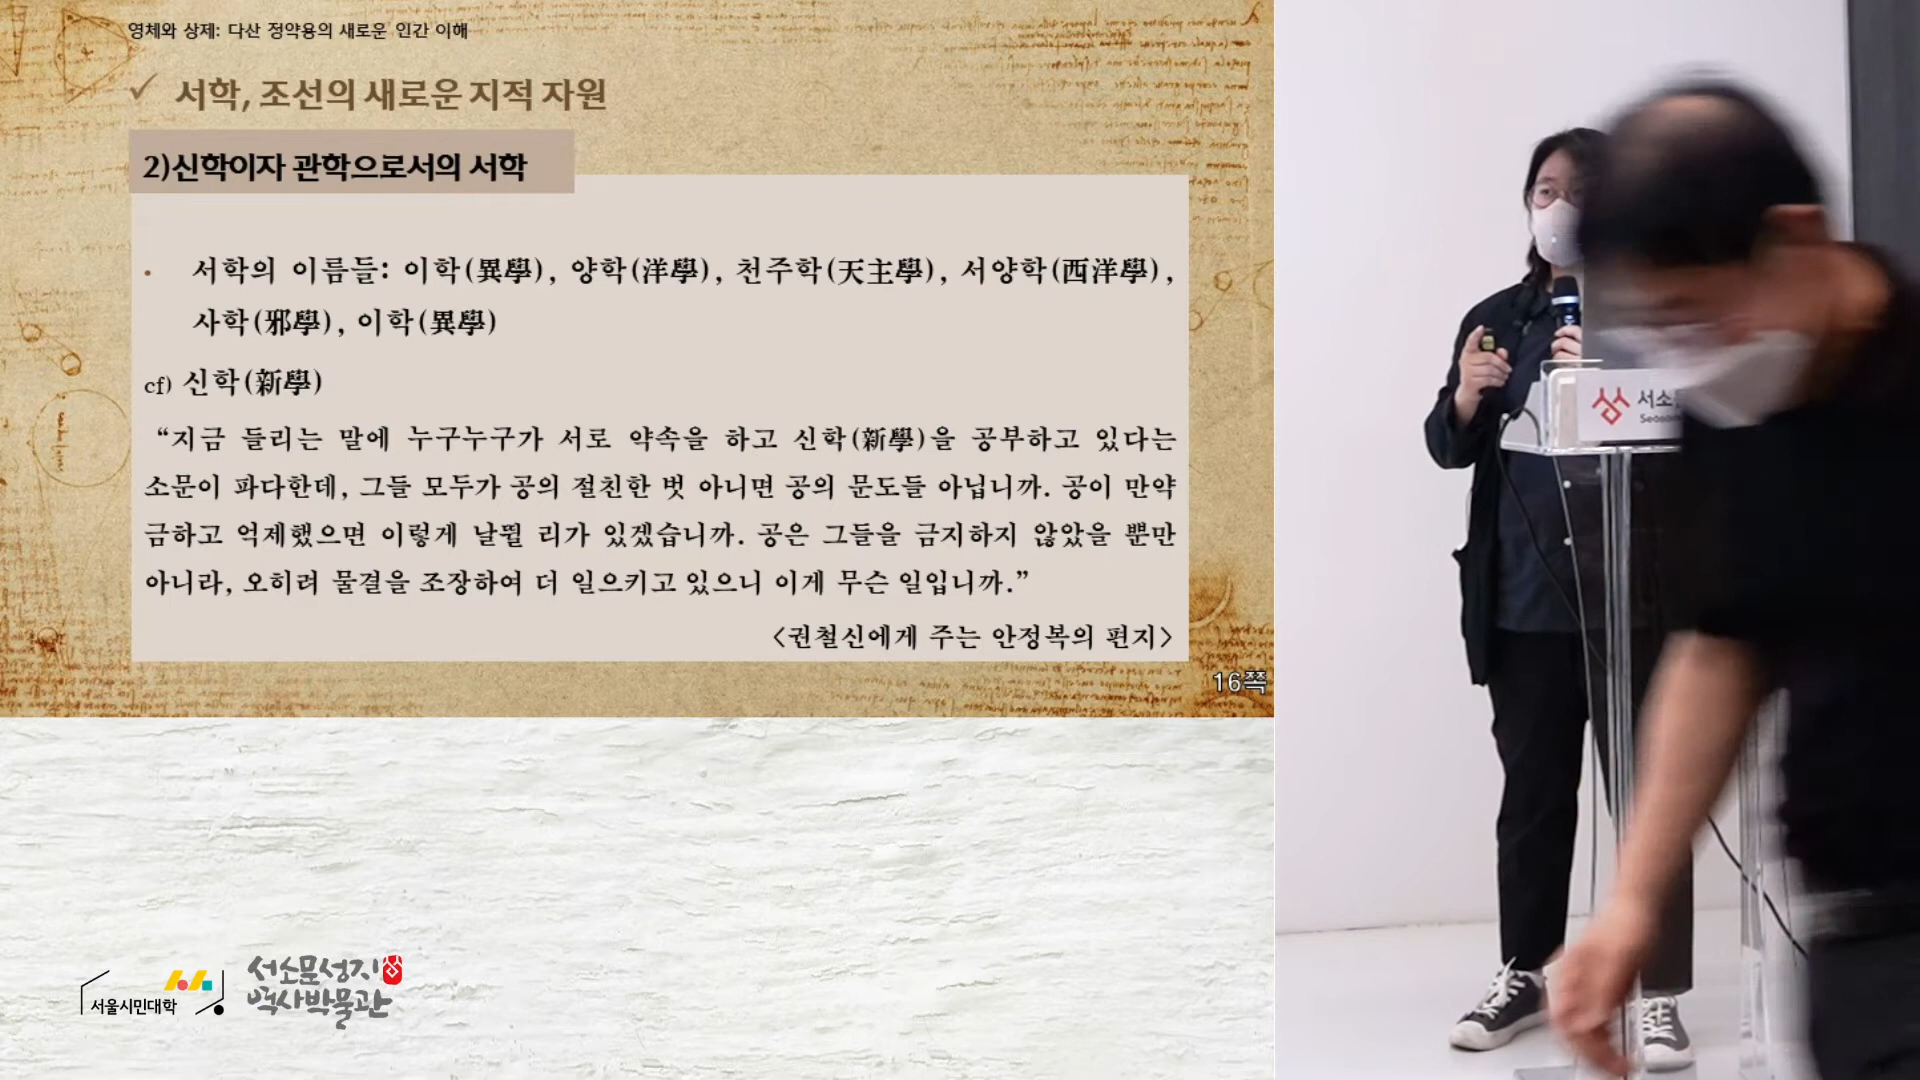 영체와 상제: 다산 정약용의 새로운 인간 이해
✓ 서학, 조선의 새로운 지적 자원
2)신학이자 관학으로서의 서학
• 서학의 이름들: 이학(異學), 양학(洋學), 천주학(天主學), 서양학(西洋學),
사학(邪學), 이학(異學)
cf) 신학(新學)
“지금 들리는 말에 누구누구가 서로 약속을 하고 신학(新學)을 공부하고 있다는
소문이 파다한데, 그들 모두가 공의 절친한 벗 아니면 공의 문도들 아닙니까. 공이 만약
금하고 억제했으면 이렇게 날뛸 리가 있겠습니까. 공은 그들을 금지하지 않았을 뿐만
아니라, 오히려 물결을 조장하여 더 일으키고 있으니 이게 무슨 일입니까.”
<권철신에게 주는 안정복의 편지>
16쪽
서소
서울시민대학
서소문성지
역사박물관